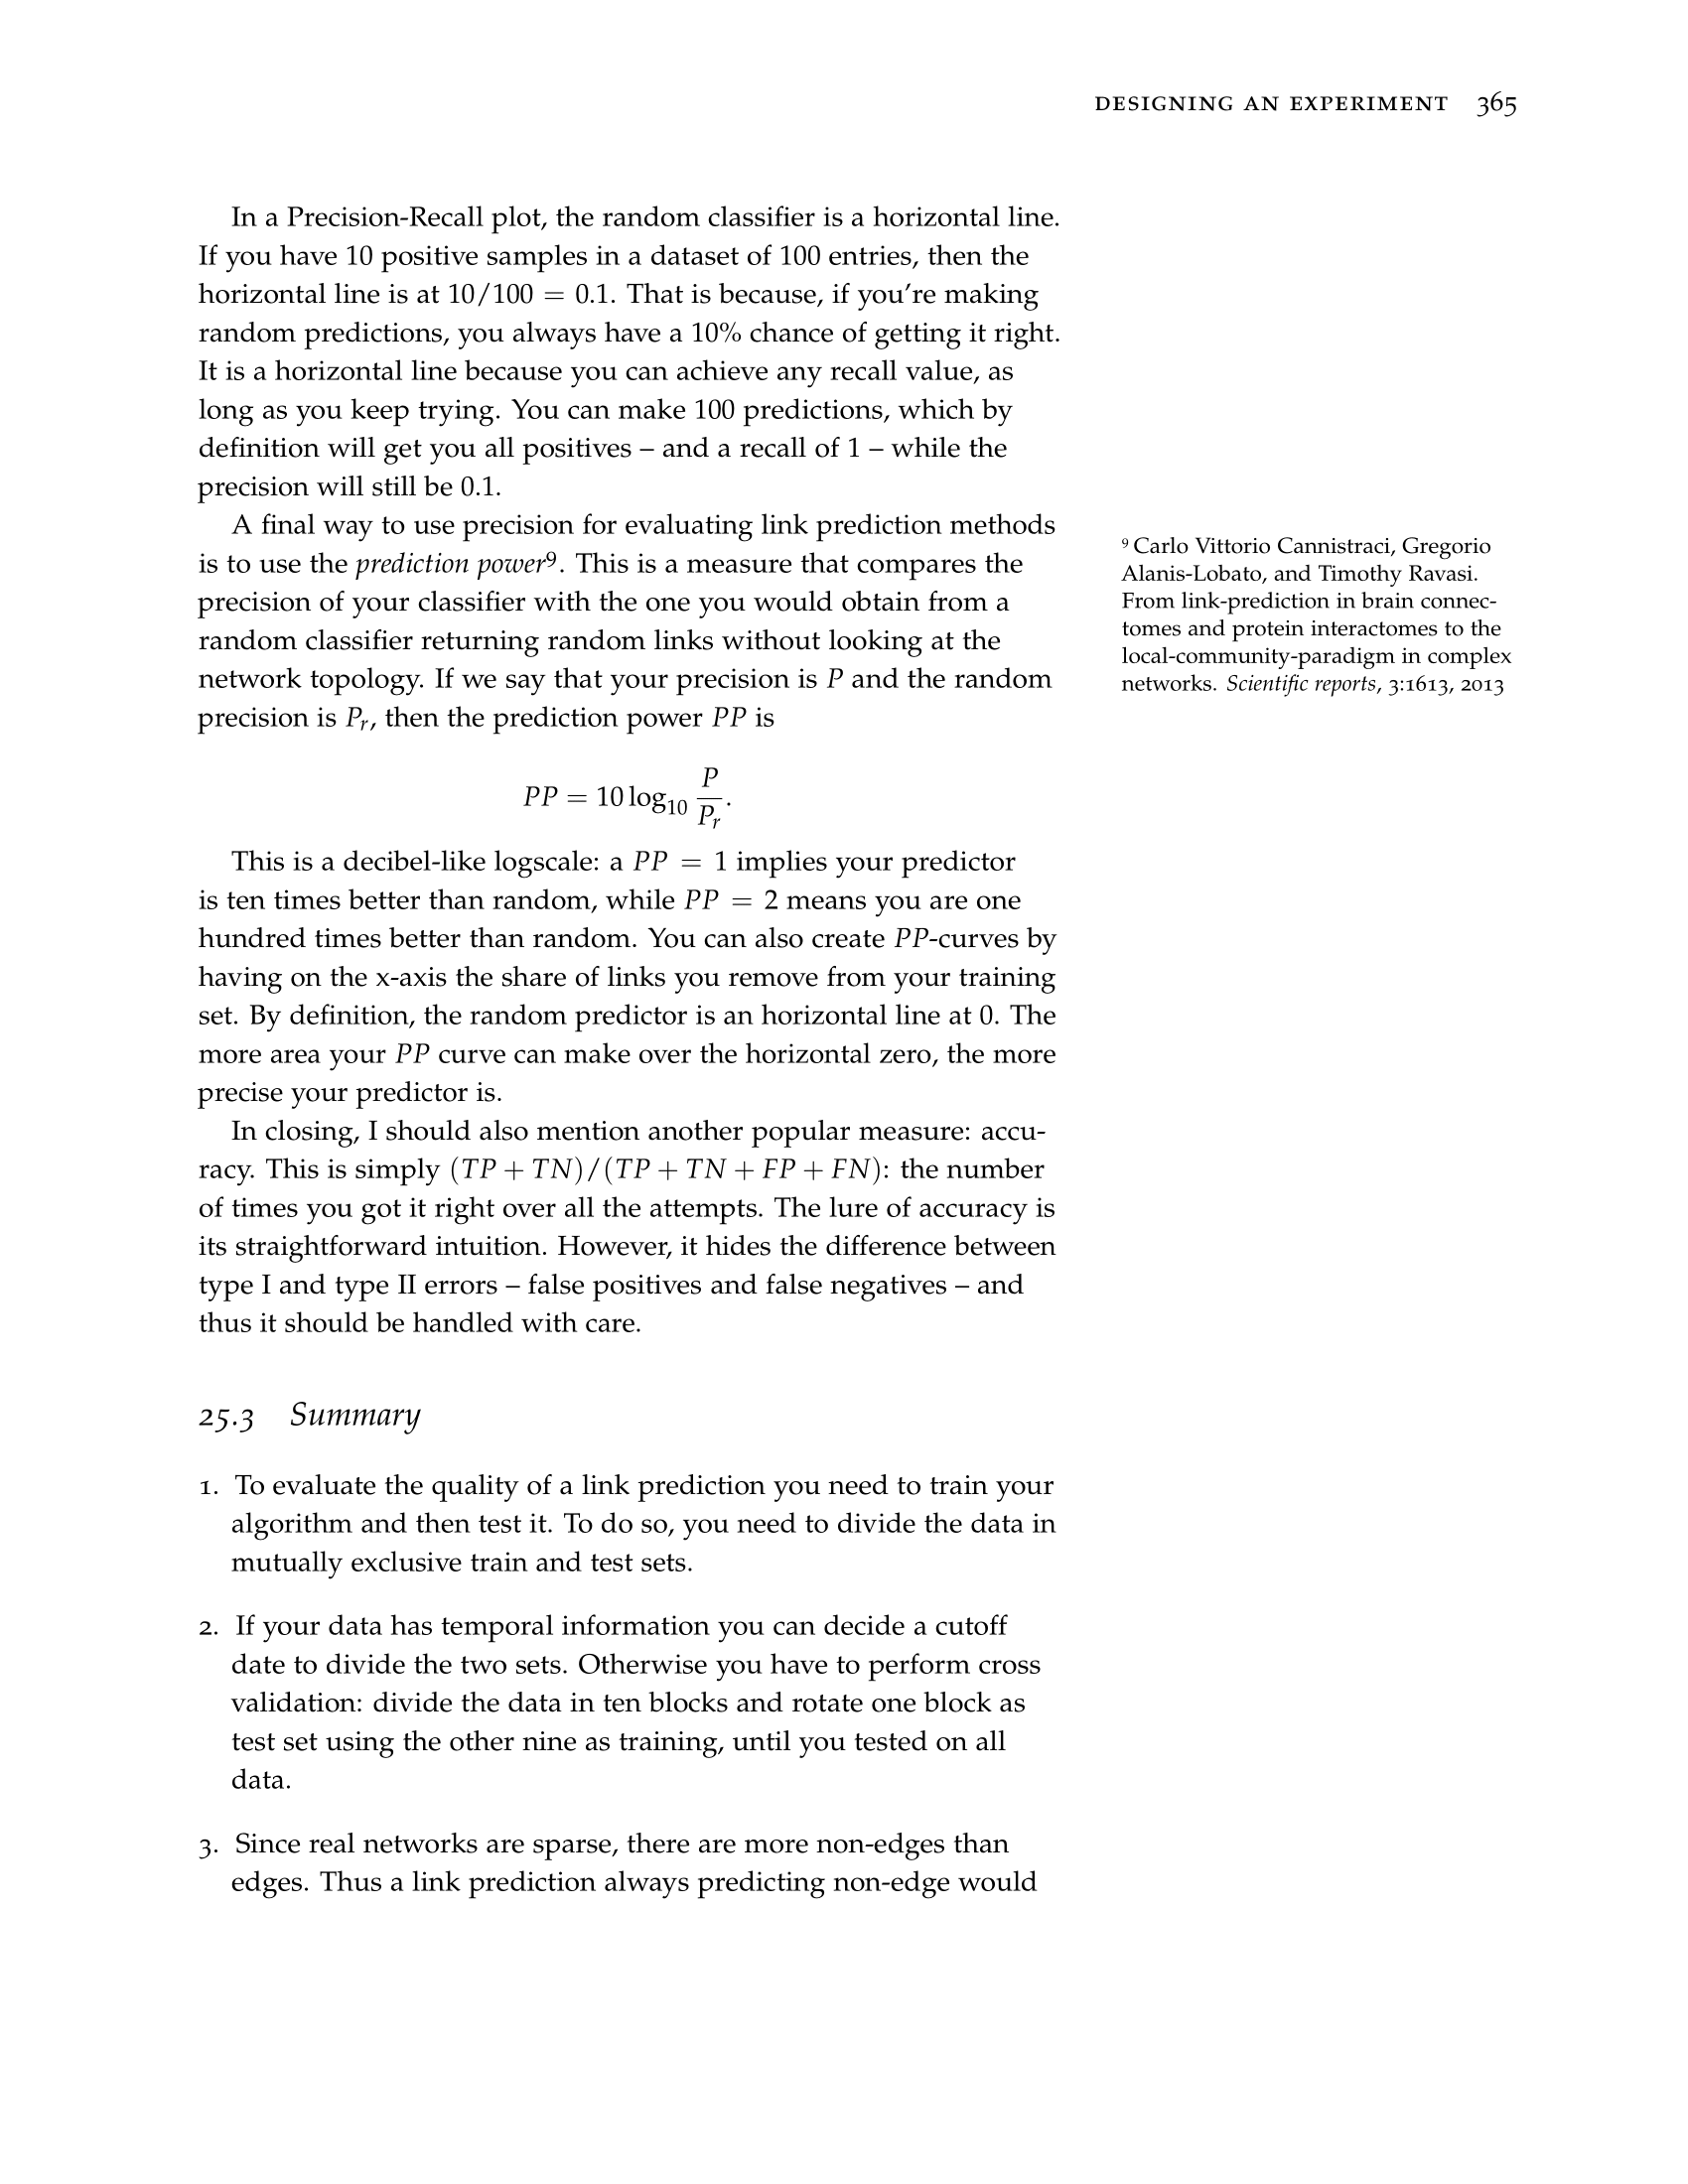 DESIGNING AN EXPERIMENT 365
In a Precision-Recall plot, the random classifier is a horizontal line.
If you have 10 positive samples in a dataset of 100 entries, then the
horizontal line is at 10/100 = 0.1. That is because, if you're making
random predictions, you always have a 10% chance of getting it right.
It is a horizontal line because you can achieve any recall value, as
long as you keep trying. You can make 100 predictions, which by
definition will get you all positives – and a recall of 1 – while the
precision will still be 0.1.
A final way to use precision for evaluating link prediction methods
is to use the prediction power⁹. This is a measure that compares the
precision of your classifier with the one you would obtain from a
random classifier returning random links without looking at the
network topology. If we say that your precision is P and the random
precision is Pᵣ, then the prediction power PP is
PP = 10 log₁₀ P/Pᵣ.
This is a decibel-like logscale: a PP = 1 implies your predictor
is ten times better than random, while PP = 2 means you are one
hundred times better than random. You can also create PP-curves by
having on the x-axis the share of links you remove from your training
set. By definition, the random predictor is an horizontal line at 0. The
more area your PP curve can make over the horizontal zero, the more
precise your predictor is.
In closing, I should also mention another popular measure: accu-
racy. This is simply (TP + TN)/(TP + TN + FP + FN): the number
of times you got it right over all the attempts. The lure of accuracy is
its straightforward intuition. However, it hides the difference between
type I and type II errors – false positives and false negatives – and
thus it should be handled with care.
⁹ Carlo Vittorio Cannistraci, Gregorio
Alanis-Lobato, and Timothy Ravasi.
From link-prediction in brain connec-
tomes and protein interactomes to the
local-community-paradigm in complex
networks. Scientific reports, 3:1613, 2013
25.3 Summary
1. To evaluate the quality of a link prediction you need to train your
algorithm and then test it. To do so, you need to divide the data in
mutually exclusive train and test sets.
2. If your data has temporal information you can decide a cutoff
date to divide the two sets. Otherwise you have to perform cross
validation: divide the data in ten blocks and rotate one block as
test set using the other nine as training, until you tested on all
data.
3. Since real networks are sparse, there are more non-edges than
edges. Thus a link prediction always predicting non-edge would